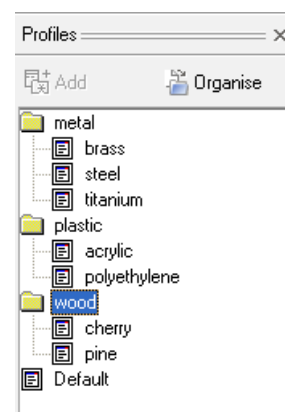 Profiles
Add Organise
metal
brass
steel
titanium
plastic
acrylic
polyethylene
wood
cherry
pine
Default